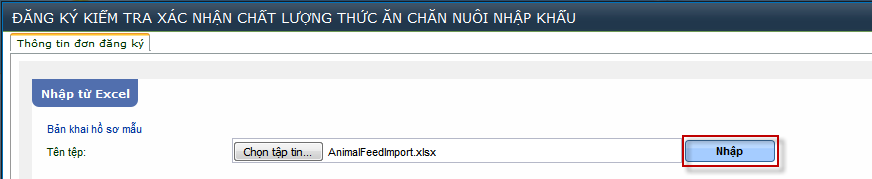 ĐĂNG KÝ KIỂM TRA XÁC NHẬN CHẤT LƯỢNG THỨC ĂN CHĂN NUÔI NHẬP KHẨU
Thông tin đơn đăng ký
Nhập từ Excel
Bản khai hồ sơ mẫu
Tên tệp: Chọn tập tin... AnimalFeedImport.xlsx Nhập